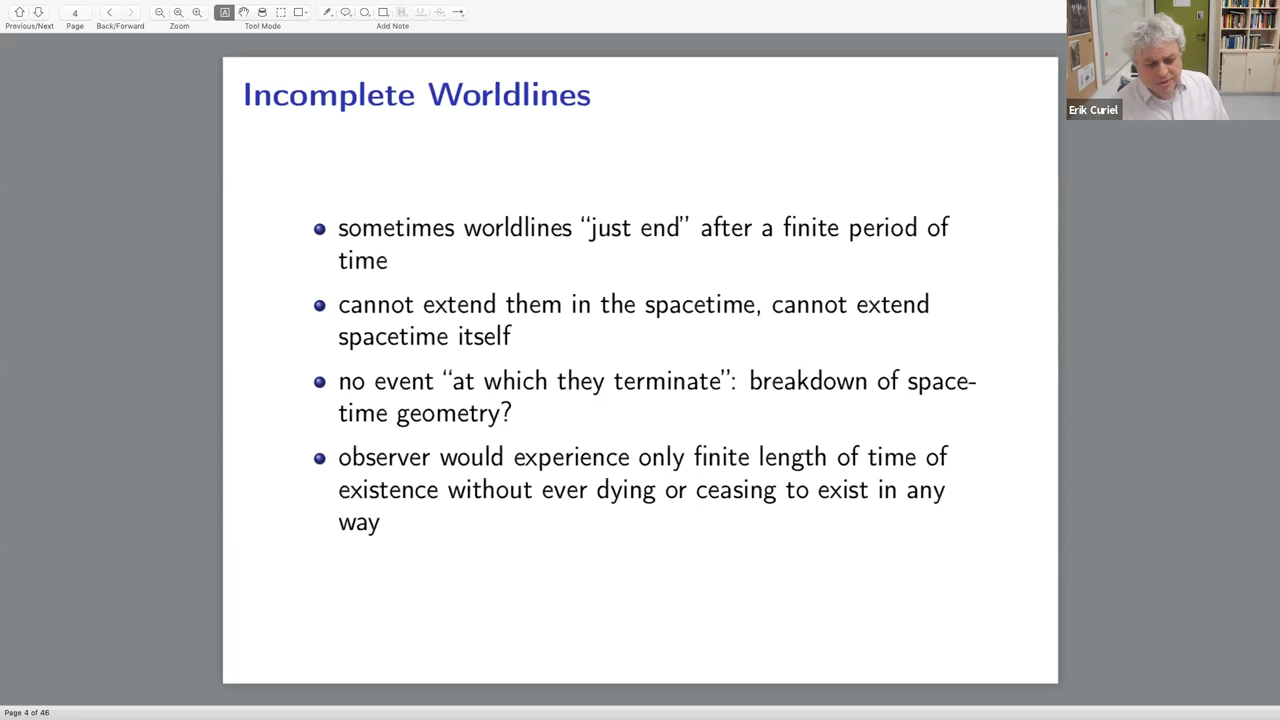 4
Previous/Next
Page
Back/Forward
Zoom
Tool Mode
Add Note
Erik Curiel
Incomplete Worldlines
sometimes worldlines “just end” after a finite period of
time
cannot extend them in the spacetime, cannot extend
spacetime itself
no event “at which they terminate”: breakdown of space-
time geometry?
observer would experience only finite length of time of
existence without ever dying or ceasing to exist in any
way
Page 4 of 46